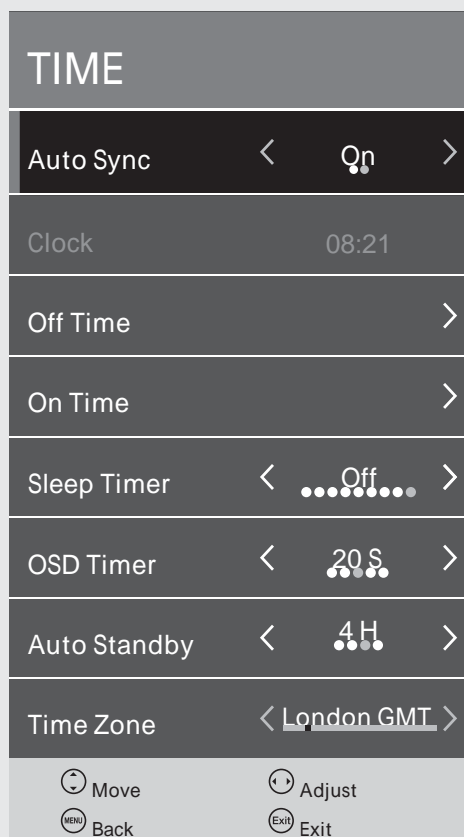 TIME
Auto Sync On
Clock 08:21
Off Time
On Time
Sleep Timer Off
OSD Timer 20 S
Auto Standby 4 H
Time Zone London GMT
Move Adjust
MENU Back Exit Exit